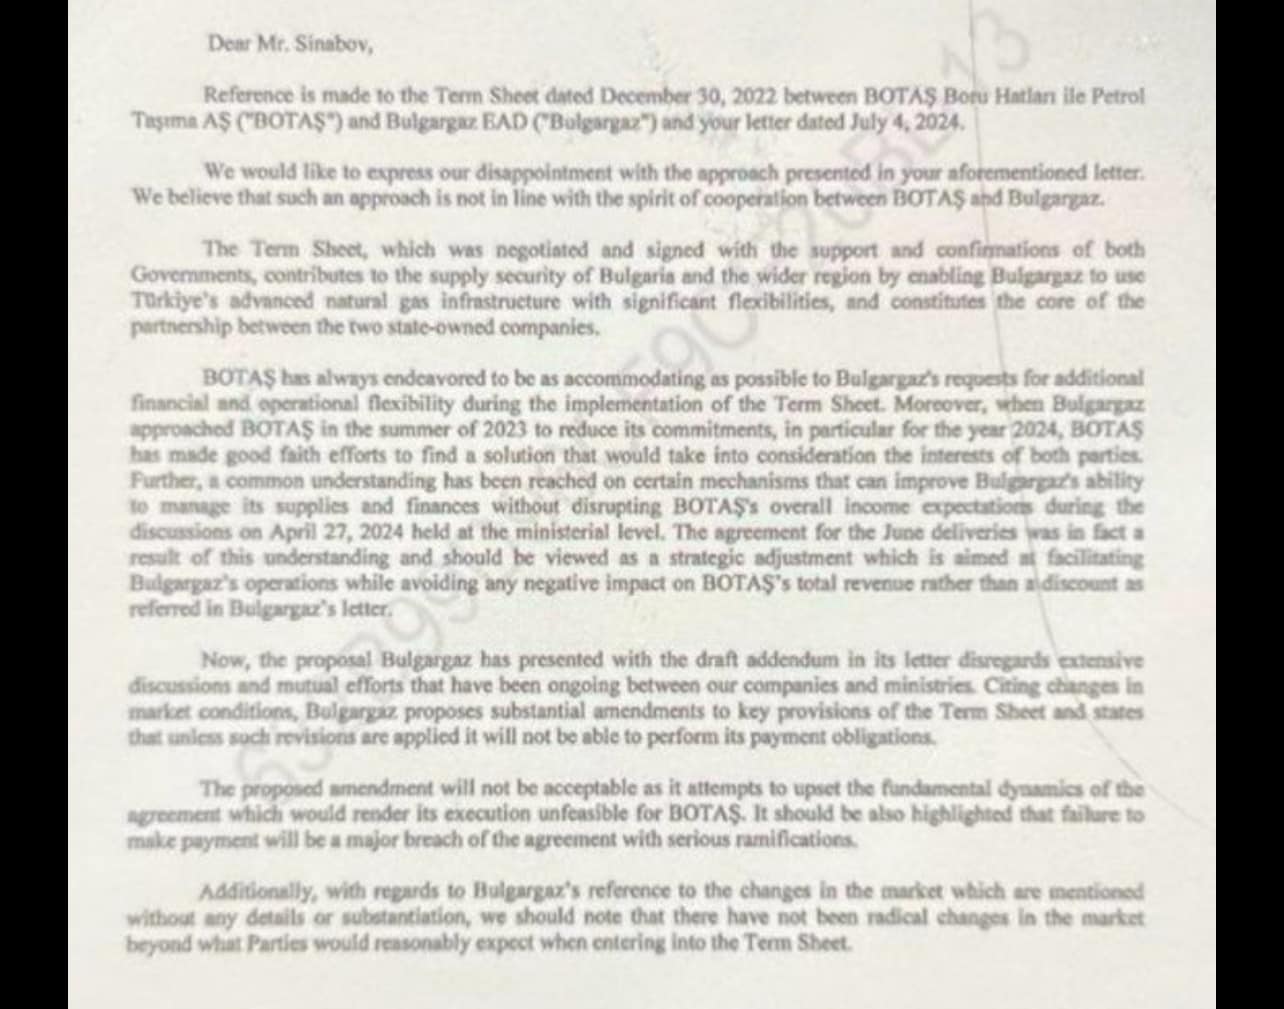 Dear Mr. Sinabov,
Reference is made to the Term Sheet dated December 30, 2022 between BOTAŞ Boru Hatları ile Petrol
Taşıma AŞ ("BOTAŞ") and Bulgargaz EAD ("Bulgargaz") and your letter dated July 4, 2024.
We would like to express our disappointment with the approach presented in your aforementioned letter.
We believe that such an approach is not in line with the spirit of cooperation between BOTAŞ and Bulgargaz.
The Term Sheet, which was negotiated and signed with the support and confirmations of both
Governments, contributes to the supply security of Bulgaria and the wider region by enabling Bulgargaz to use
Türkiye's advanced natural gas infrastructure with significant flexibilities, and constitutes the core of the
partnership between the two state-owned companies.
BOTAŞ has always endeavored to be as accommodating as possible to Bulgargaz's requests for additional
financial and operational flexibility during the implementation of the Term Sheet. Moreover, when Bulgargaz
approached BOTAŞ in the summer of 2023 to reduce its commitments, in particular for the year 2024, BOTAŞ
has made good faith efforts to find a solution that would take into consideration the interests of both parties.
Further, a common understanding has been reached on certain mechanisms that can improve Bulgargaz's ability
to manage its supplies and finances without disrupting BOTAŞ's overall income expectations during the
discussions on April 27, 2024 held at the ministerial level. The agreement for the June deliveries was in fact a
result of this understanding and should be viewed as a strategic adjustment which is aimed at facilitating
Bulgargaz's operations while avoiding any negative impact on BOTAŞ's total revenue rather than a discount as
referred in Bulgargaz's letter.
Now, the proposal Bulgargaz has presented with the draft addendum in its letter disregards extensive
discussions and mutual efforts that have been ongoing between our companies and ministries. Citing changes in
market conditions, Bulgargaz proposes substantial amendments to key provisions of the Term Sheet and states
that unless such revisions are applied it will not be able to perform its payment obligations.
The proposed amendment will not be acceptable as it attempts to upset the fundamental dynamics of the
agreement which would render its execution unfeasible for BOTAŞ. It should be also highlighted that failure to
make payment will be a major breach of the agreement with serious ramifications.
Additionally, with regards to Bulgargaz's reference to the changes in the market which are mentioned
without any details or substantiation, we should note that there have not been radical changes in the market
beyond what Parties would reasonably expect when entering into the Term Sheet.